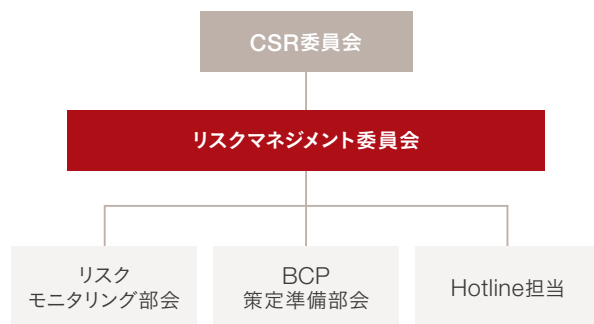 CSR委員会
リスクマネジメント委員会
リスク
モニタリング部会
BCP
策定準備部会
Hotline担当